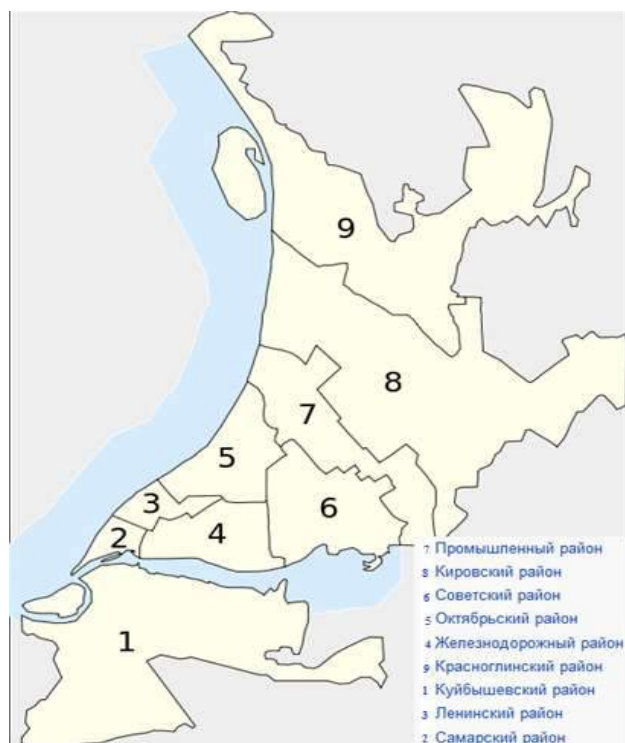 9
8
7
5
6
3
4
2
1
7 Промышленный район
8 Кировский район
6 Советский район
5 Октябрьский район
4 Железнодорожный район
9 Красноглинский район
1 Куйбышевский район
3 Ленинский район
2 Самарский район